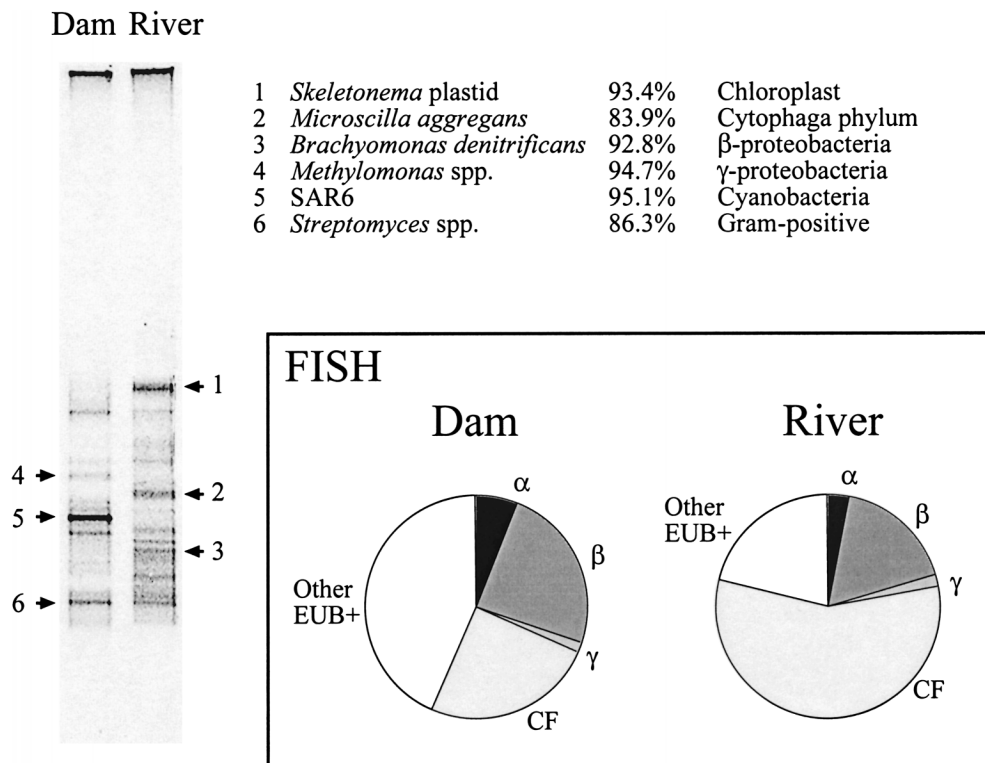 Dam River
1 Skeletonema plastid 93.4% Chloroplast
2 Microscilla aggregans 83.9% Cytophaga phylum
3 Brachyomonas denitrificans 92.8% β-proteobacteria
4 Methylomonas spp. 94.7% γ-proteobacteria
5 SAR6 95.1% Cyanobacteria
6 Streptomyces spp. 86.3% Gram-positive
1
4
2
5
3
6
FISH
Dam
α
β
γ
CF
Other
EUB+
River
α
β
γ
CF
Other
EUB+